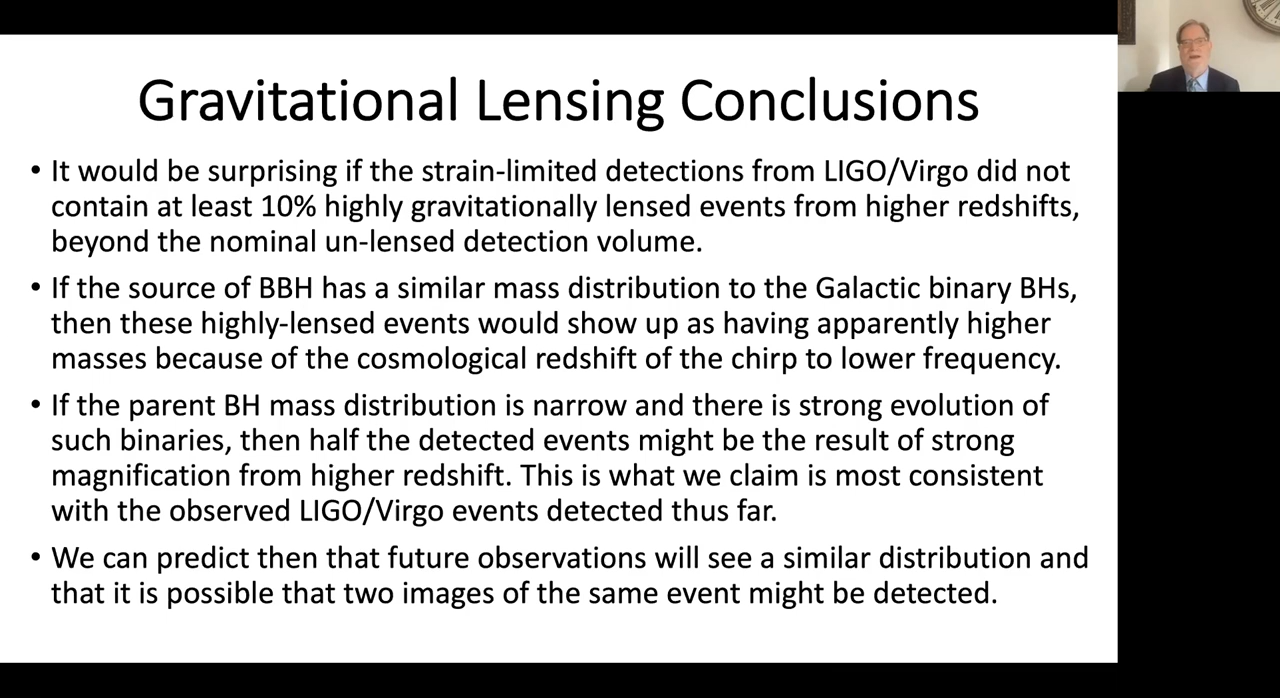 Gravitational Lensing Conclusions
• It would be surprising if the strain-limited detections from LIGO/Virgo did not
contain at least 10% highly gravitationally lensed events from higher redshifts,
beyond the nominal un-lensed detection volume.
• If the source of BBH has a similar mass distribution to the Galactic binary BHs,
then these highly-lensed events would show up as having apparently higher
masses because of the cosmological redshift of the chirp to lower frequency.
• If the parent BH mass distribution is narrow and there is strong evolution of
such binaries, then half the detected events might be the result of strong
magnification from higher redshift. This is what we claim is most consistent
with the observed LIGO/Virgo events detected thus far.
• We can predict then that future observations will see a similar distribution and
that it is possible that two images of the same event might be detected.